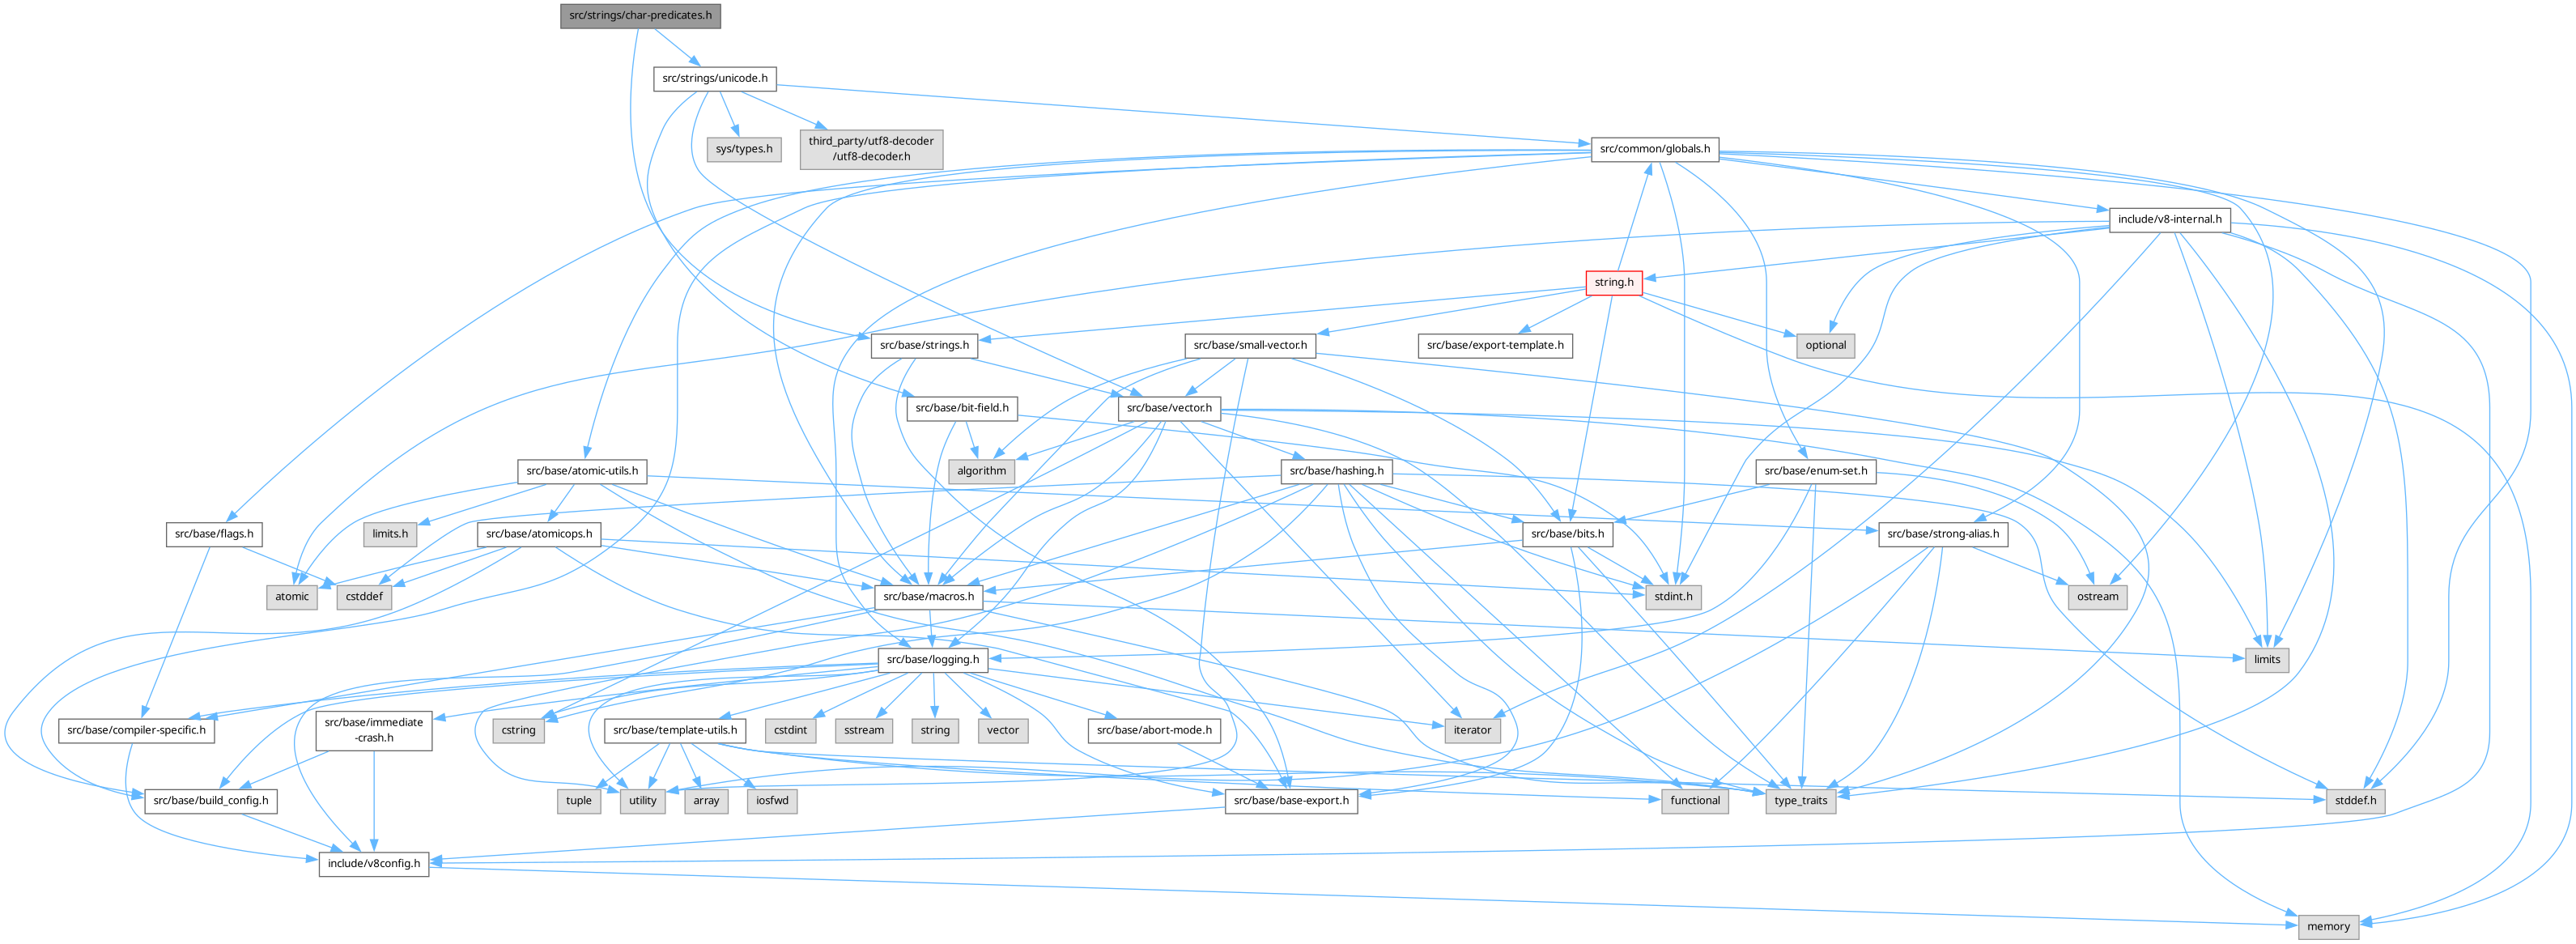 src/strings/char-predicates.h
src/strings/unicode.h
sys/types.h
third_party/utf8-decoder
/utf8-decoder.h
src/common/globals.h
include/v8-internal.h
string.h
src/base/strings.h
src/base/small-vector.h
src/base/export-template.h
optional
src/base/bit-field.h
src/base/vector.h
src/base/atomic-utils.h
algorithm
src/base/hashing.h
src/base/enum-set.h
src/base/flags.h
limits.h
src/base/atomicops.h
src/base/bits.h
src/base/strong-alias.h
atomic
cstddef
src/base/macros.h
stdint.h
ostream
src/base/logging.h
limits
src/base/compiler-specific.h
src/base/immediate
-crash.h
cstring
src/base/template-utils.h
cstdint
sstream
string
vector
src/base/abort-mode.h
iterator
src/base/build_config.h
tuple
utility
array
iosfwd
src/base/base-export.h
functional
type_traits
stddef.h
include/v8config.h
memory